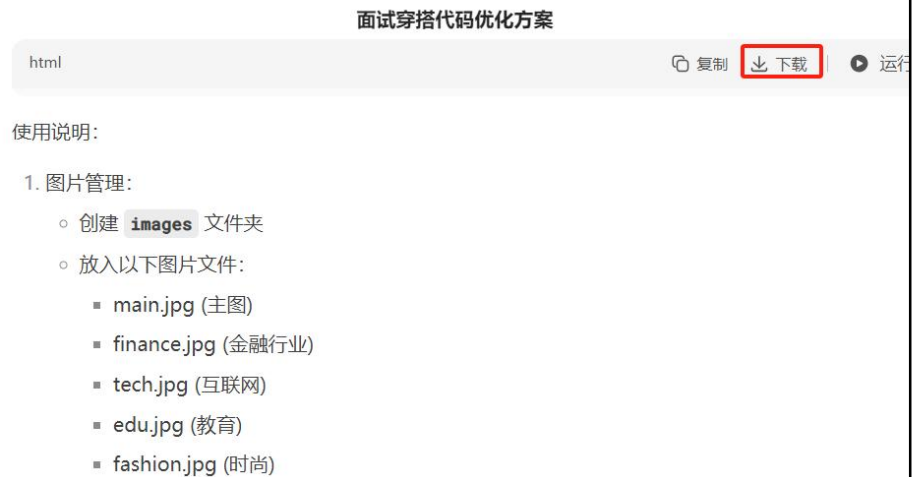 面试穿搭代码优化方案
html 复制 下载 运行
使用说明：
1. 图片管理：
创建 images 文件夹
放入以下图片文件：
main.jpg (主图)
finance.jpg (金融行业)
tech.jpg (互联网)
edu.jpg (教育)
fashion.jpg (时尚)